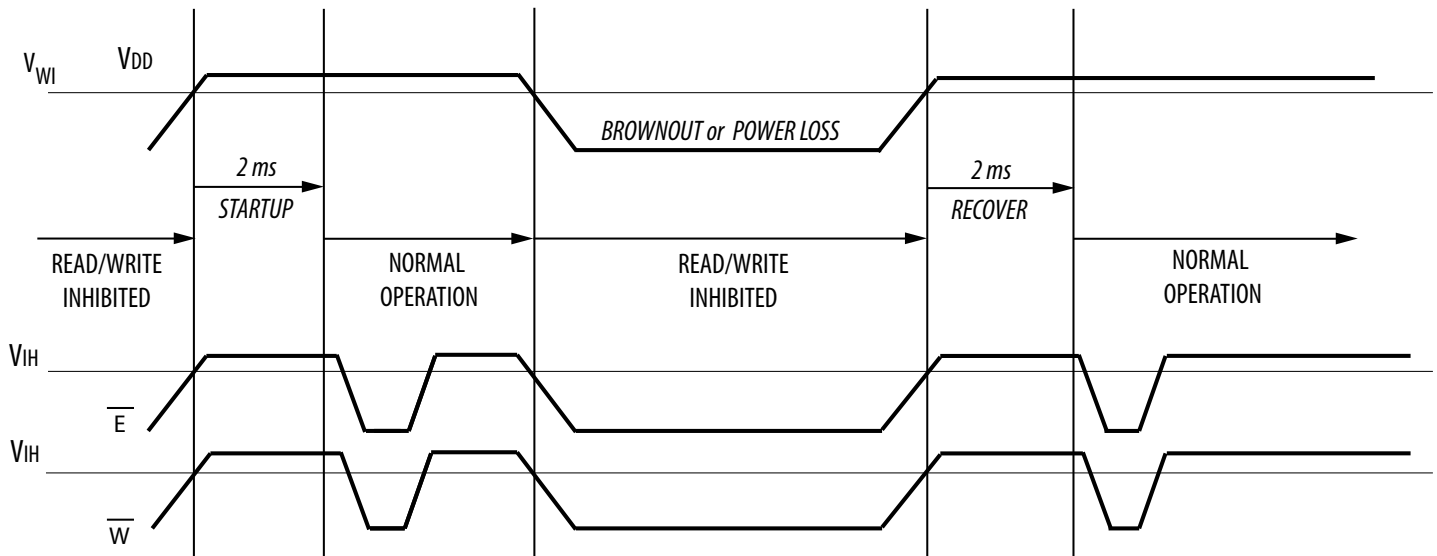 VWI VDD
BROWNOUT or POWER LOSS
2 ms
STARTUP
2 ms
RECOVER
READ/WRITE
INHIBITED
NORMAL
OPERATION
READ/WRITE
INHIBITED
NORMAL
OPERATION
VIH
E
VIH
W